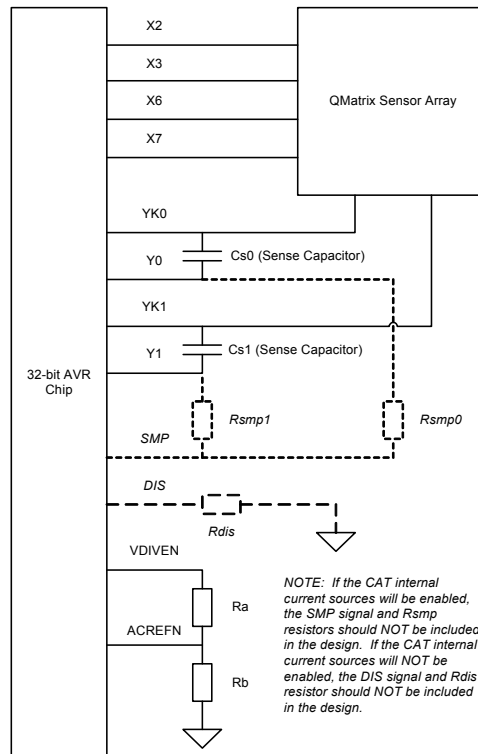 X2
X3
QMatrix Sensor Array
X6
X7
YK0
Cs0 (Sense Capacitor)
Y0
YK1
Cs1 (Sense Capacitor)
Y1
32-bit AVR
Chip
Rsmp1
Rsmp0
SMP
DIS
Rdis
VDIVEN
NOTE: If the CAT internal
current sources will be enabled,
the SMP signal and Rsmp
resistors should NOT be included
in the design. If the CAT internal
current sources will NOT be
enabled, the DIS signal and Rdis
resistor should NOT be included
in the design.
Ra
ACREFN
Rb